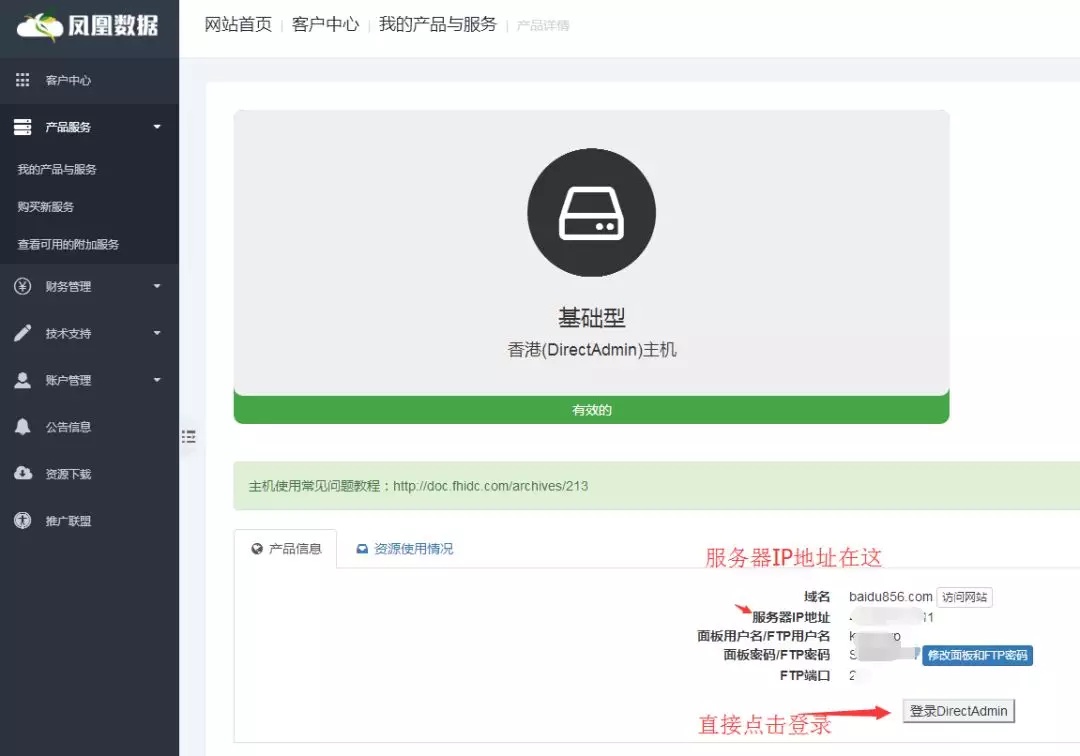 凤凰数据
网站首页 | 客户中心 | 我的产品与服务 | 产品详情
客户中心
产品服务
我的产品与服务
购买新服务
查看可用的附加服务
财务管理
技术支持
账户管理
公告信息
资源下载
推广联盟
基础型
香港(DirectAdmin)主机
有效的
主机使用常见问题教程：http://doc.fhidc.com/archives/213
产品信息 资源使用情况
服务器IP地址在这
域名 baidu856.com 访问网站
服务器IP地址
面板用户名/FTP用户名
面板密码/FTP密码 修改面板和FTP密码
FTP端口 2
直接点击登录 登录DirectAdmin